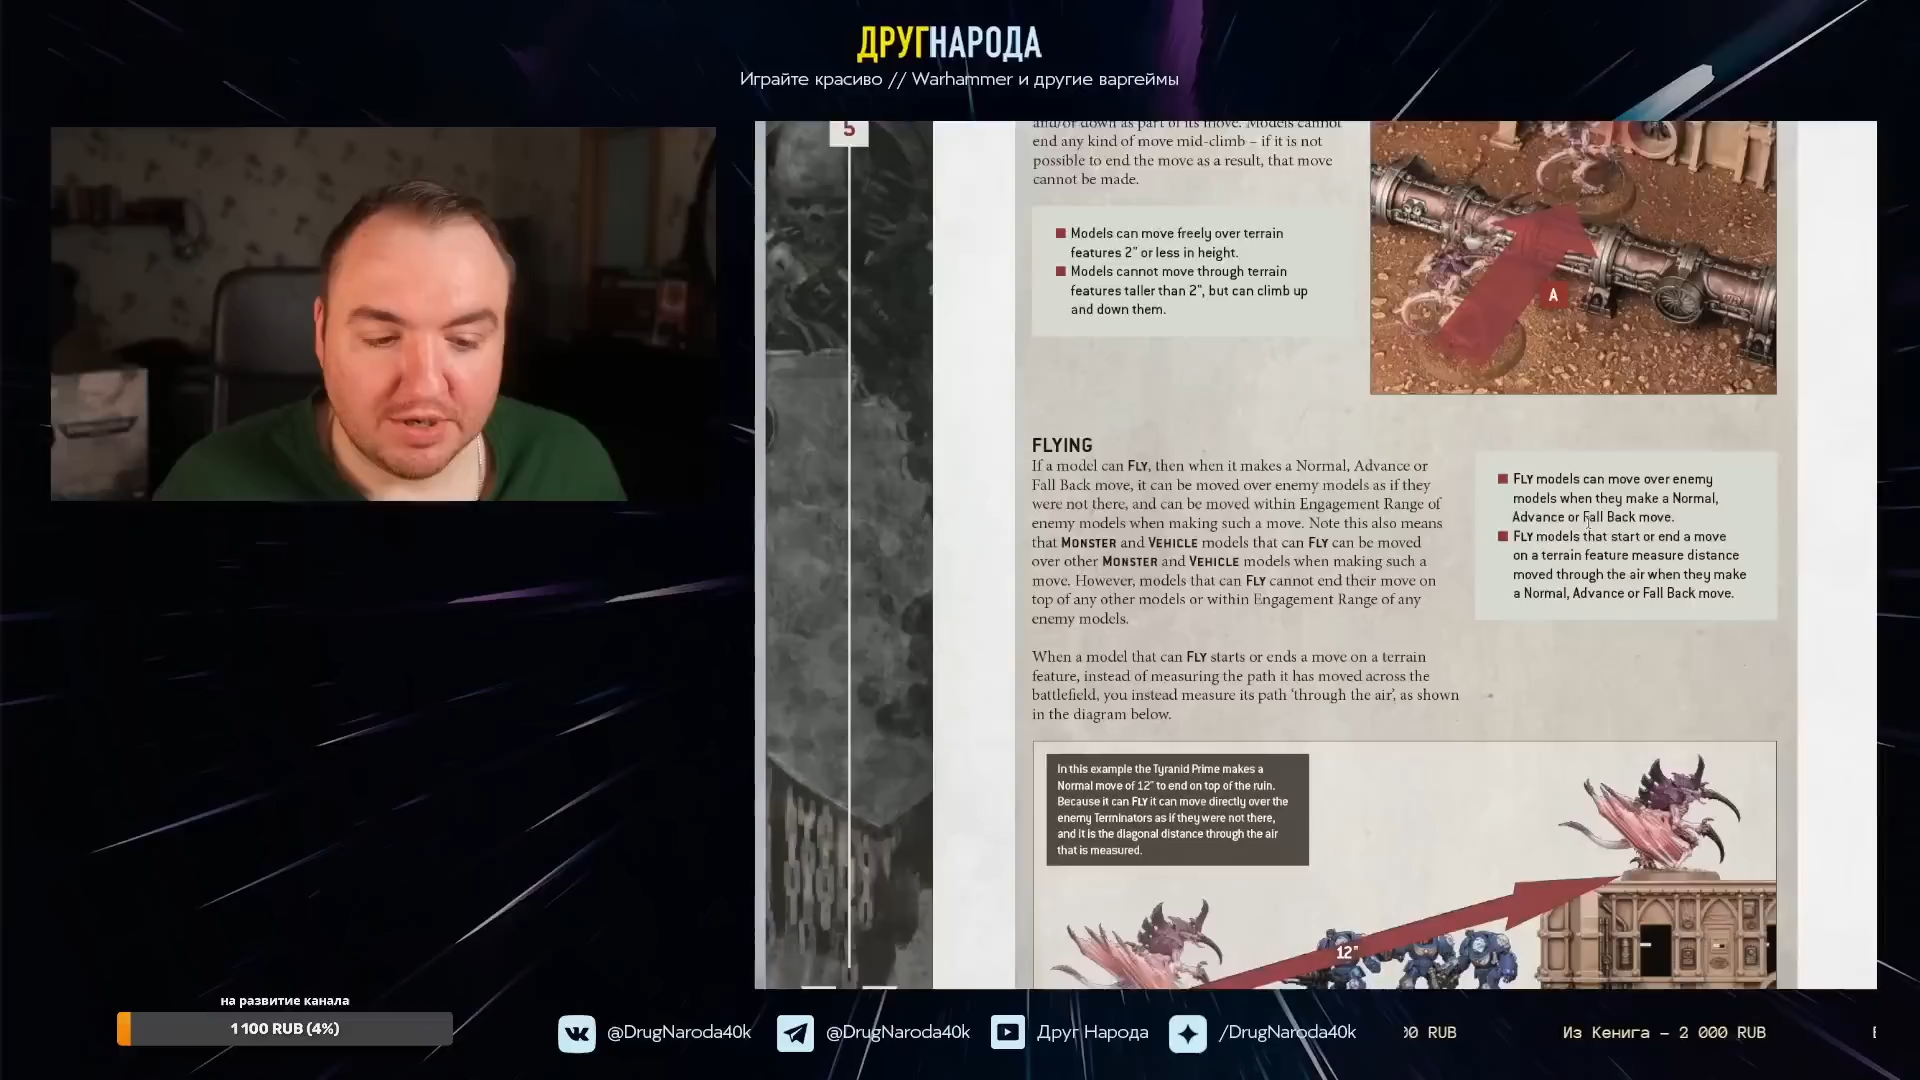 ДРУГНАРОДА
Играйте красиво // Warhammer и другие варгеймы
5
and/or down as part of its move. Models cannot
end any kind of move mid-climb – if it is not
possible to end the move as a result, that move
cannot be made.
■ Models can move freely over terrain
features 2" or less in height.
■ Models cannot move through terrain
features taller than 2", but can climb up
and down them.
A
FLYING
If a model can FLY, then when it makes a Normal, Advance or
Fall Back move, it can be moved over enemy models as if they
were not there, and can be moved within Engagement Range of
enemy models when making such a move. Note this also means
that MONSTER and VEHICLE models that can FLY can be moved
over other MONSTER and VEHICLE models when making such a
move. However, models that can FLY cannot end their move on
top of any other models or within Engagement Range of any
enemy models.
When a model that can FLY starts or ends a move on a terrain
feature, instead of measuring the path it has moved across the
battlefield, you instead measure its path ‘through the air’, as shown
in the diagram below.
■ FLY models can move over enemy
models when they make a Normal,
Advance or Fall Back move.
■ FLY models that start or end a move
on a terrain feature measure distance
moved through the air when they make
a Normal, Advance or Fall Back move.
In this example the Tyranid Prime makes a
Normal move of 12" to end on top of the ruin.
Because it can FLY it can move directly over the
enemy Terminators as if they were not there,
and it is the diagonal distance through the air
that is measured.
12"
на развитие канала
1 100 RUB (4%)
@DrugNaroda40k
@DrugNaroda40k
Друг Народа
/DrugNaroda40k
00 RUB
Из Кенига – 2 000 RUB